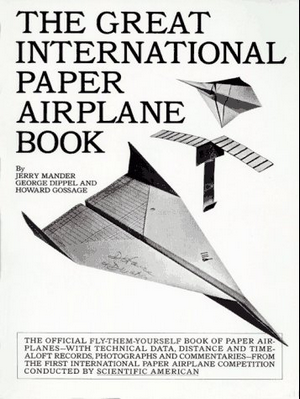 THE GREAT
INTERNATIONAL
PAPER
AIRPLANE
BOOK
By
JERRY MANDER
GEORGE DIPPEL AND
HOWARD GOSSAGE
Distance
THE OFFICIAL FLY-THEM-YOURSELF BOOK OF PAPER AIR-
PLANES—WITH TECHNICAL DATA, DISTANCE AND TIME-
ALOFT RECORDS, PHOTOGRAPHS AND COMMENTARIES—FROM
THE FIRST INTERNATIONAL PAPER AIRPLANE COMPETITION
CONDUCTED BY SCIENTIFIC AMERICAN